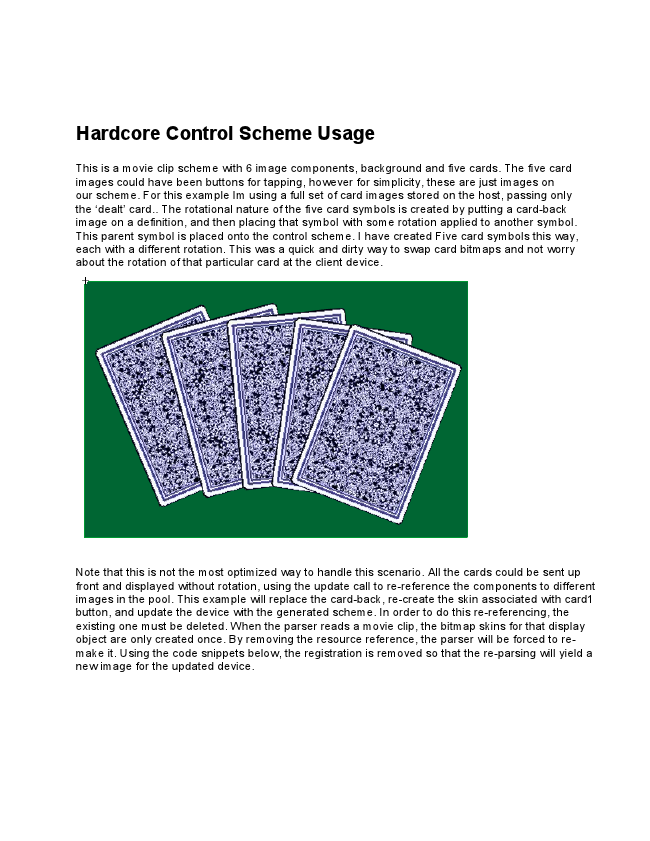 Hardcore Control Scheme Usage
This is a movie clip scheme with 6 image components, background and five cards. The five card
images could have been buttons for tapping, however for simplicity, these are just images on
our scheme. For this example Im using a full set of card images stored on the host, passing only
the ‘dealt’ card.. The rotational nature of the five card symbols is created by putting a card-back
image on a definition, and then placing that symbol with some rotation applied to another symbol.
This parent symbol is placed onto the control scheme. I have created Five card symbols this way,
each with a different rotation. This was a quick and dirty way to swap card bitmaps and not worry
about the rotation of that particular card at the client device.
Note that this is not the most optimized way to handle this scenario. All the cards could be sent up
front and displayed without rotation, using the update call to re-reference the components to different
images in the pool. This example will replace the card-back, re-create the skin associated with card1
button, and update the device with the generated scheme. In order to do this re-referencing, the
existing one must be deleted. When the parser reads a movie clip, the bitmap skins for that display
object are only created once. By removing the resource reference, the parser will be forced to re-
make it. Using the code snippets below, the registration is removed so that the re-parsing will yield a
new image for the updated device.